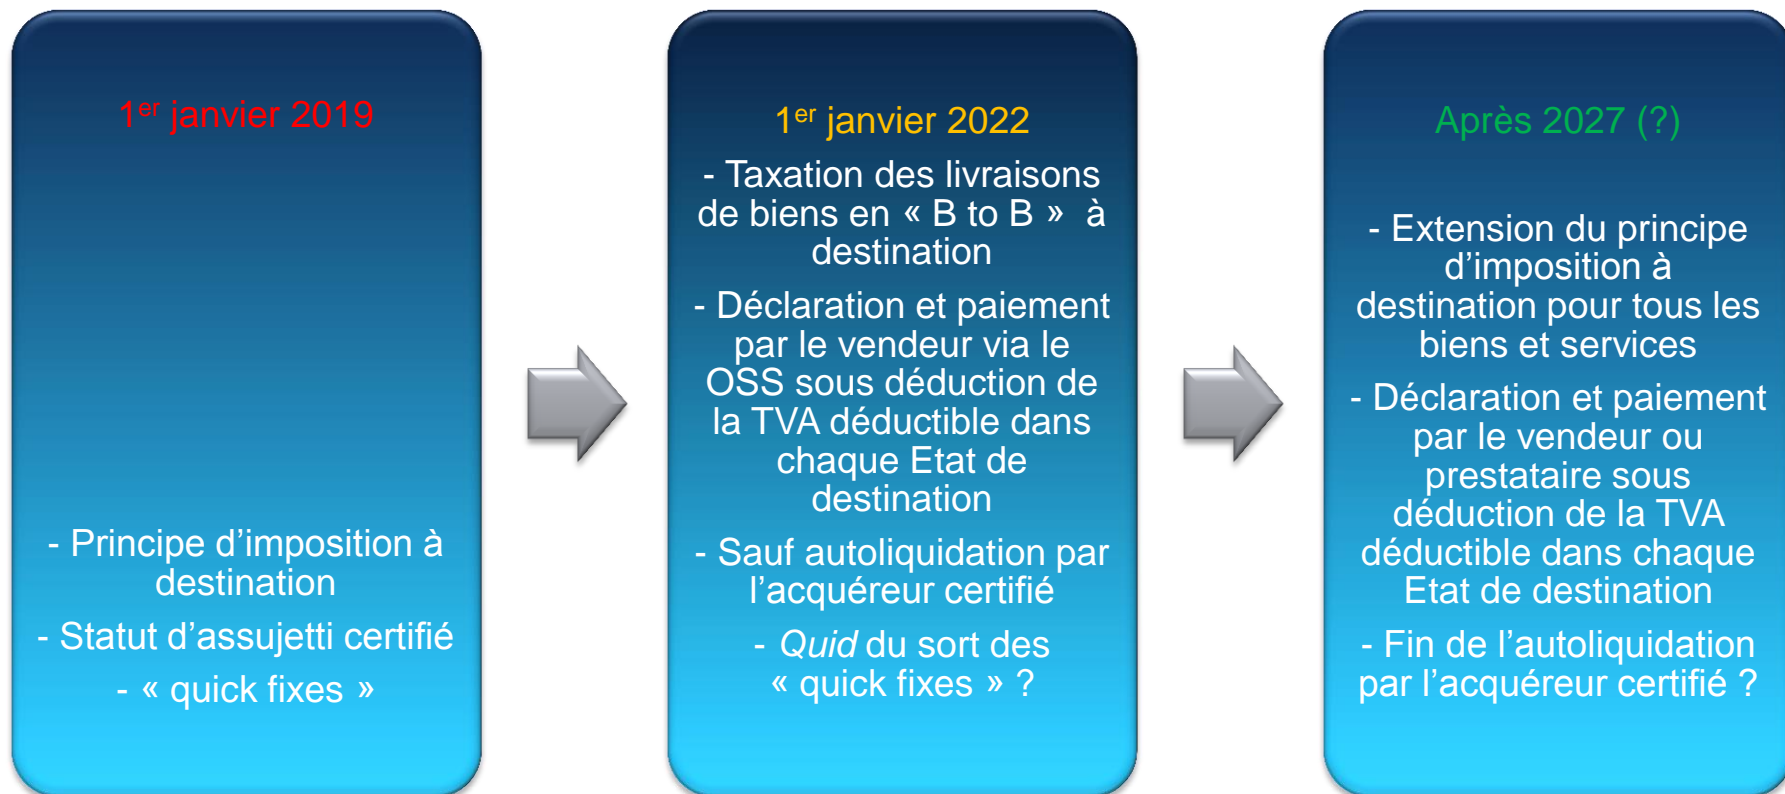 1er janvier 2019
- Principe d’imposition à
destination
- Statut d’assujetti certifié
- « quick fixes »
1er janvier 2022
- Taxation des livraisons
de biens en « B to B » à
destination
- Déclaration et paiement
par le vendeur via le
OSS sous déduction de
la TVA déductible dans
chaque Etat de
destination
- Sauf autoliquidation par
l’acquéreur certifié
- Quid du sort des
« quick fixes » ?
Après 2027 (?)
- Extension du principe
d’imposition à
destination pour tous les
biens et services
- Déclaration et paiement
par le vendeur ou
prestataire sous
déduction de la TVA
déductible dans chaque
Etat de destination
- Fin de l’autoliquidation
par l’acquéreur certifié ?